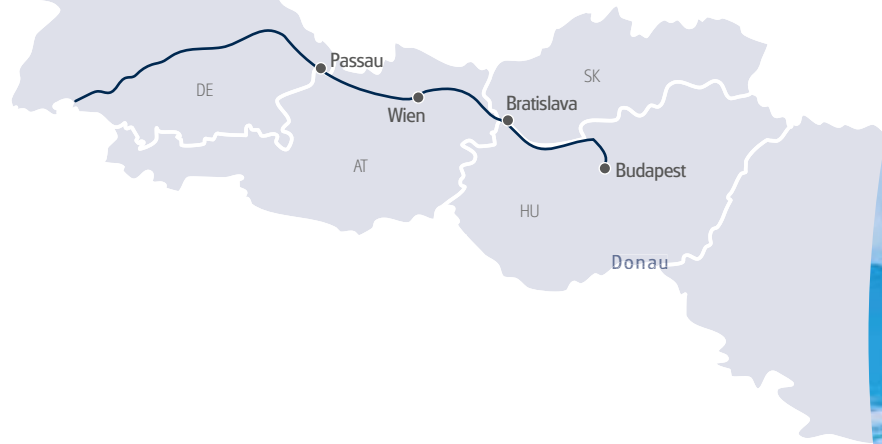 Passau
SK
DE
Bratislava
Wien
AT
Budapest
HU
Donau